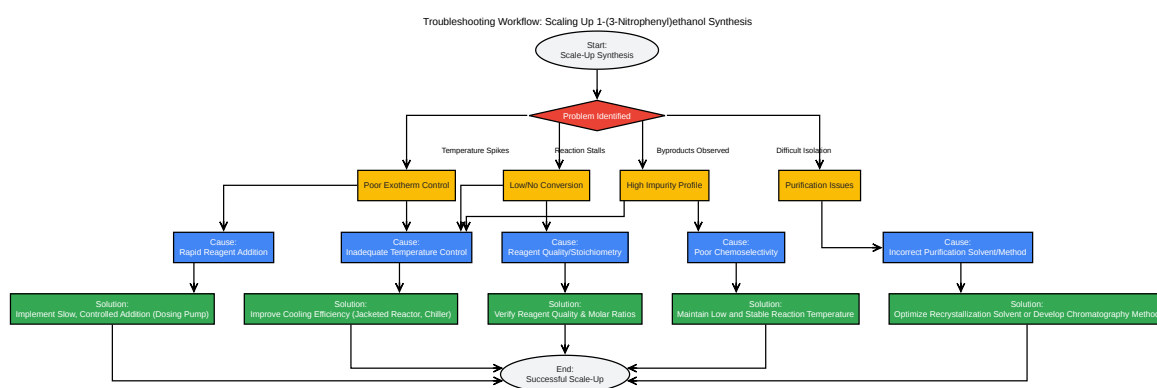 Troubleshooting Workflow: Scaling Up 1-(3-Nitrophenyl)ethanol Synthesis
Start:
Scale-Up Synthesis
Problem Identified
Temperature Spikes
Reaction Stalls
Byproducts Observed
Difficult Isolation
Poor Exotherm Control
Low/No Conversion
High Impurity Profile
Purification Issues
Cause:
Rapid Reagent Addition
Cause:
Inadequate Temperature Control
Cause:
Reagent Quality/Stoichiometry
Cause:
Poor Chemoselectivity
Cause:
Incorrect Purification Solvent/Method
Solution:
Implement Slow, Controlled Addition (Dosing Pump)
Solution:
Improve Cooling Efficiency (Jacketed Reactor, Chiller)
Solution:
Verify Reagent Quality & Molar Ratios
Solution:
Maintain Low and Stable Reaction Temperature
Solution:
Optimize Recrystallization Solvent or Develop Chromatography Method
End:
Successful Scale-Up